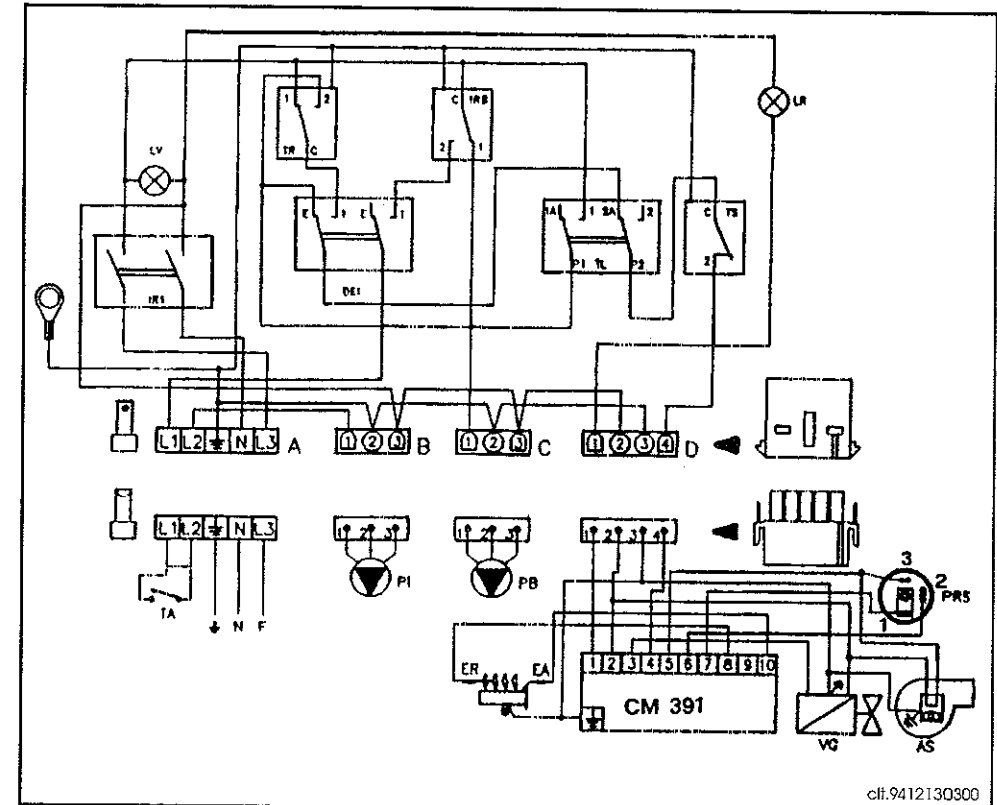 LR
1 2
C IRB
LV
TR C
2 1
E 1 E 1
1A 1 2A 2
C TS
P1 TL P2
2
IR1
DE1
L1 L2 N L3 A
1 2 3 B
1 2 3 C
1 2 3 4 D
L1 L2 N L3
1 2 3
1 2 3
1 2 3 4
PI
PB
3
2
PRS
TA
N F
1
ER EA
1 2 3 4 5 6 7 8 9 10
CM 391
VG
AS
clt.9412130300